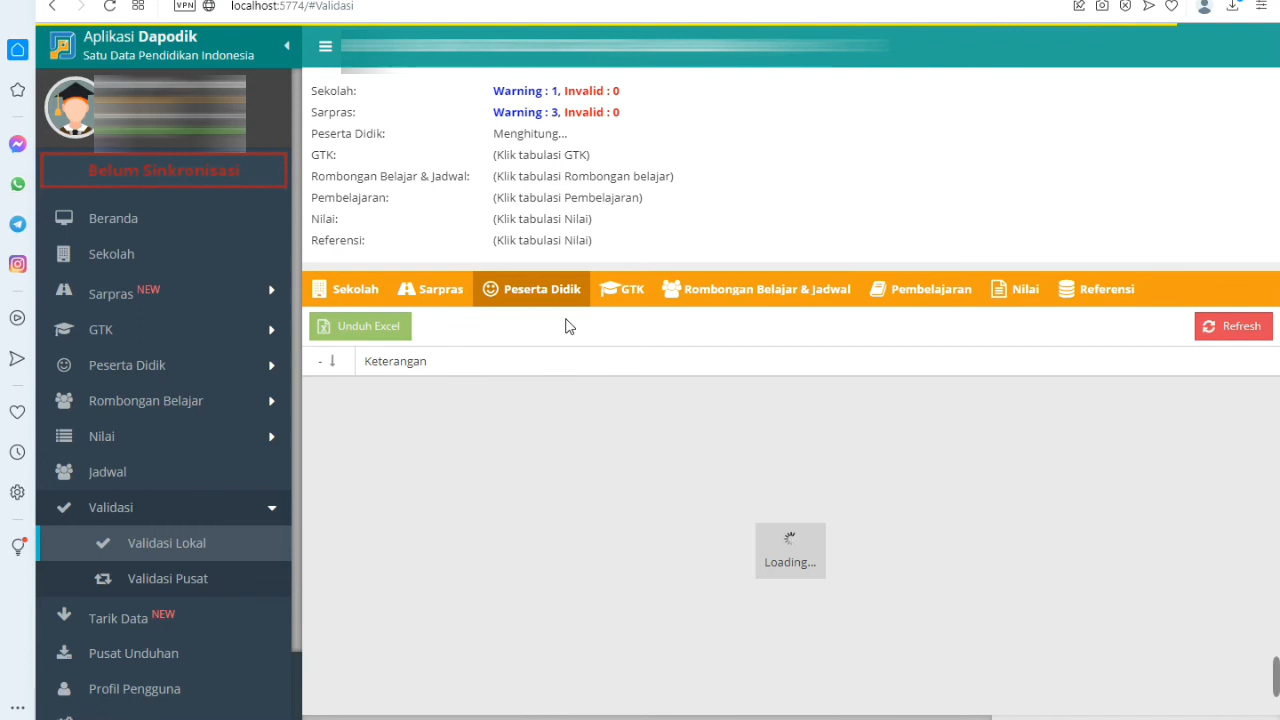 VPN localhost:5774/#Validasi
Aplikasi Dapodik
Satu Data Pendidikan Indonesia
Belum Sinkronisasi
Beranda
Sekolah
Sarpras NEW
GTK
Peserta Didik
Rombongan Belajar
Nilai
Jadwal
Validasi
Validasi Lokal
Validasi Pusat
Tarik Data NEW
Pusat Unduhan
Profil Pengguna
Sekolah: Warning : 1, Invalid : 0
Sarpras: Warning : 3, Invalid : 0
Peserta Didik: Menghitung...
GTK: (Klik tabulasi GTK)
Rombongan Belajar & Jadwal: (Klik tabulasi Rombongan belajar)
Pembelajaran: (Klik tabulasi Pembelajaran)
Nilai: (Klik tabulasi Nilai)
Referensi: (Klik tabulasi Nilai)
Sekolah Sarpras Peserta Didik GTK Rombongan Belajar & Jadwal Pembelajaran Nilai Referensi
Unduh Excel Refresh
- Keterangan
Loading...